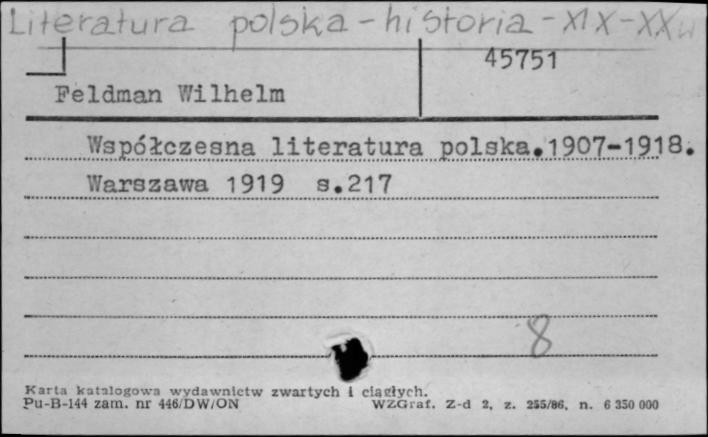 Literatura polska - historia - XIX-XXw
45751
Feldman Wilhelm
Współczesna literatura polska.1907-1918.
Warszawa 1919 s.217
8
Karta katalogowa wydawnictw zwartych i ciągłych.
Pu-B-144 zam. nr 446/DW/ON WZGraf. Z-d 2, z. 255/86, n. 6 350 000